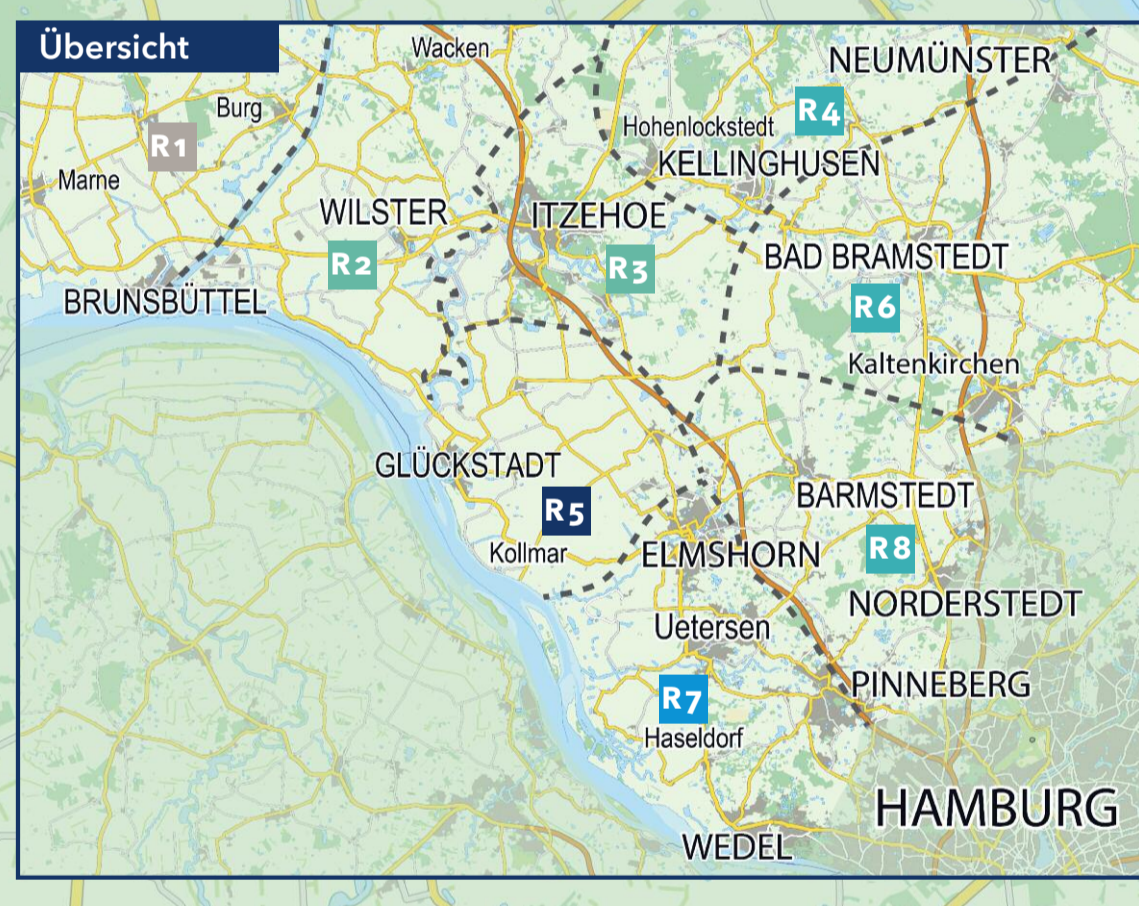 Übersicht
Wacken
NEUMÜNSTER
Burg
R4
Hohenlockstedt
R1
KELLINGHUSEN
Marne
WILSTER
ITZEHOE
BAD BRAMSTEDT
R2
R3
BRUNSBÜTTEL
R6
Kaltenkirchen
GLÜCKSTADT
BARMSTEDT
R5
Kollmar
ELMSHORN
R8
NORDERSTEDT
Uetersen
PINNEBERG
R7
Haseldorf
HAMBURG
WEDEL